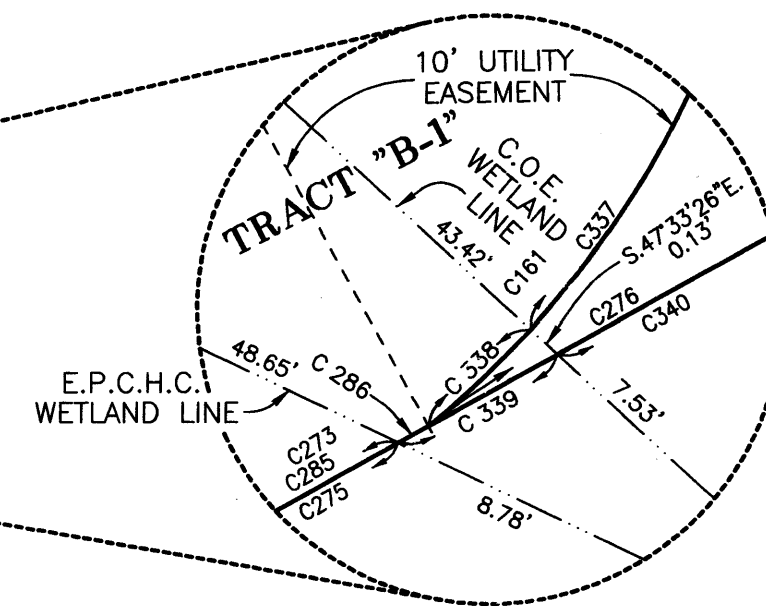 10' UTILITY
EASEMENT
TRACT "B-1"
C.O.E.
WETLAND
LINE
43.42'
C161
C337
S.47°33'26"E.
0.13'
C276
C340
48.65'
C 286
C 338
C 339
7.53'
E.P.C.H.C.
WETLAND LINE
C273
C285
C275
8.78'